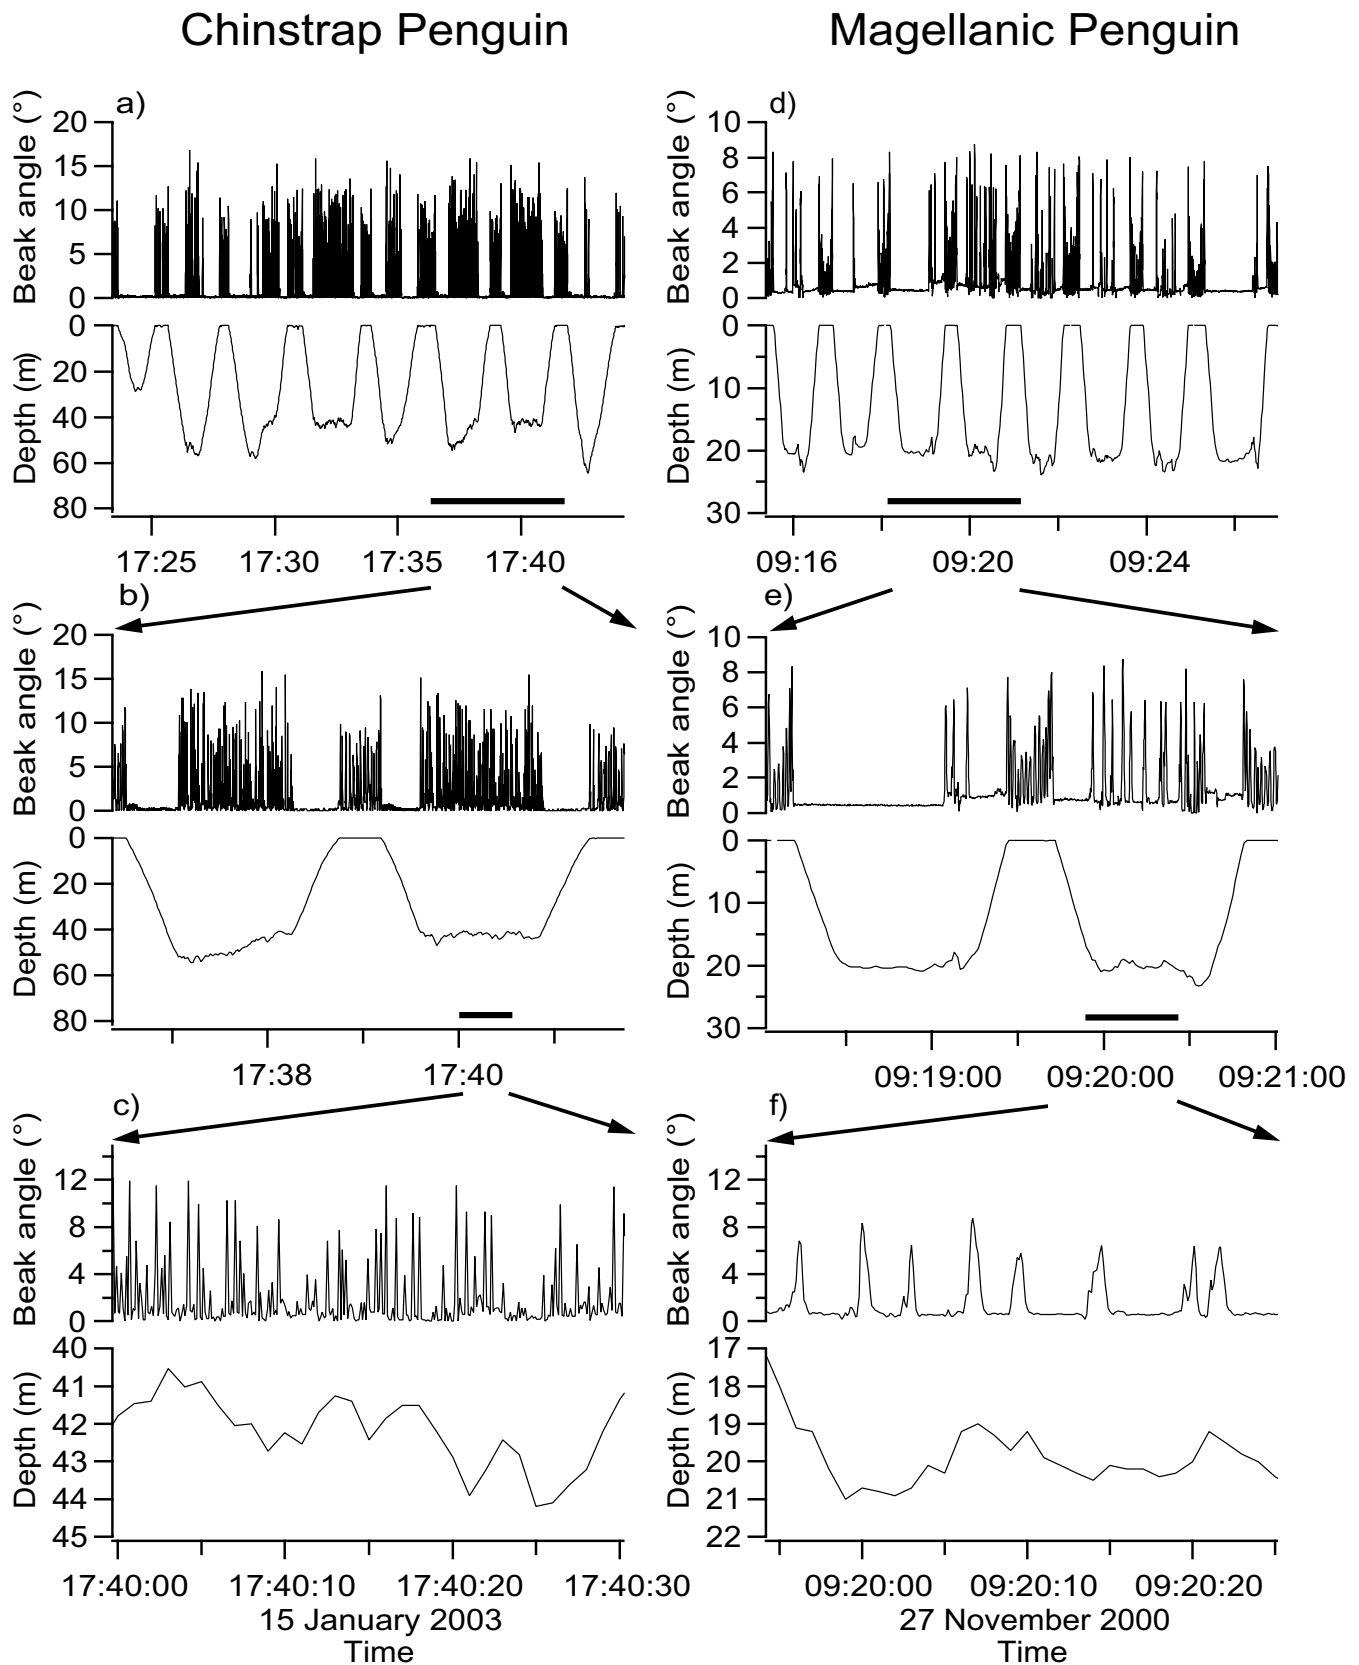 Chinstrap Penguin
Magellanic Penguin
a)
Beak angle (°)
20
15
10
5
0
Depth (m)
0
20
40
60
80
17:25 17:30 17:35 17:40
d)
Beak angle (°)
10
8
6
4
2
0
Depth (m)
0
10
20
30
09:16 09:20 09:24
b)
Beak angle (°)
20
15
10
5
0
Depth (m)
0
20
40
60
80
17:38 17:40
e)
Beak angle (°)
10
8
6
4
2
0
Depth (m)
0
10
20
30
09:19:00 09:20:00 09:21:00
c)
Beak angle (°)
12
8
4
0
Depth (m)
40
41
42
43
44
45
17:40:00 17:40:10 17:40:20 17:40:30
15 January 2003
Time
f)
Beak angle (°)
12
8
4
0
Depth (m)
17
18
19
20
21
22
09:20:00 09:20:10 09:20:20
27 November 2000
Time